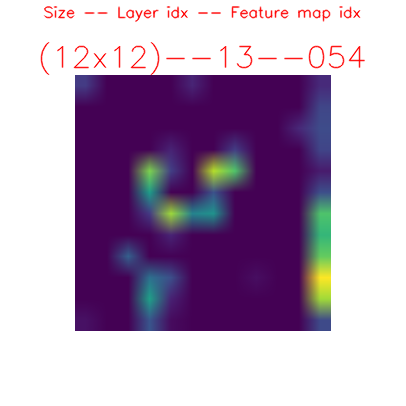 Size -- Layer idx -- Feature map idx
(12x12)--13--054